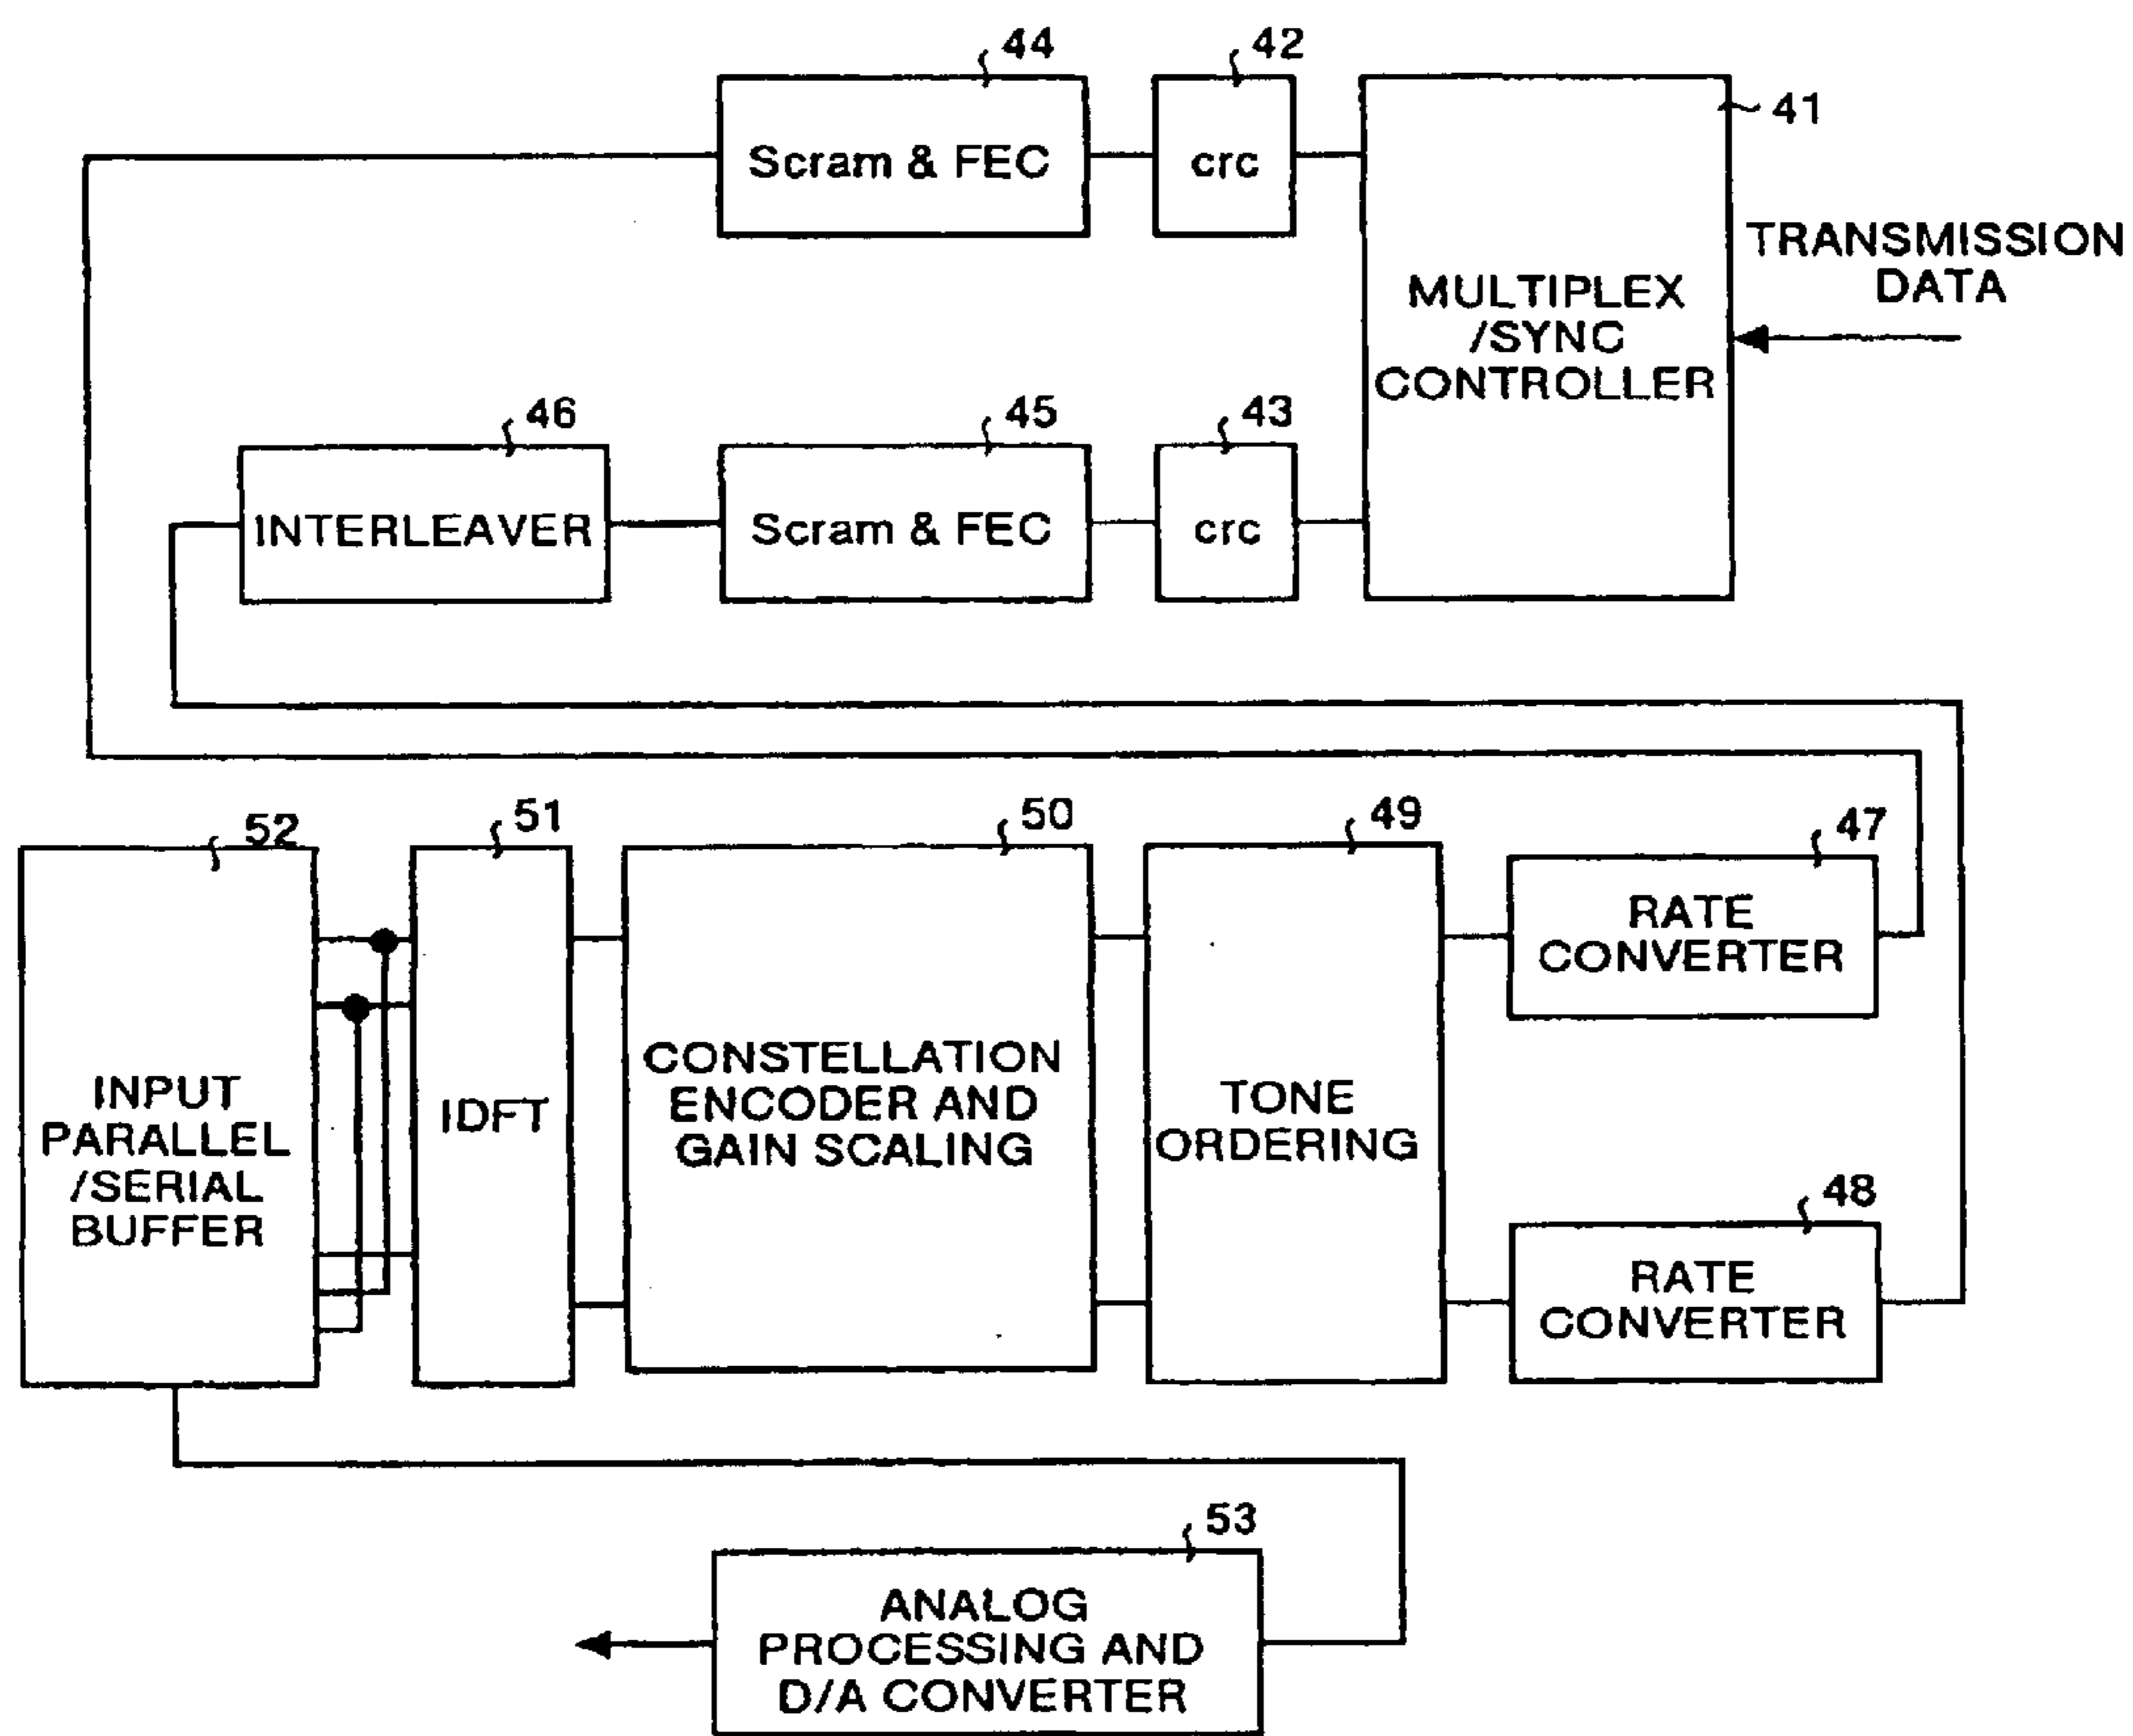 44
42
41
Scram & FEC
crc
TRANSMISSION
DATA
MULTIPLEX
/SYNC
CONTROLLER
46
45
43
INTERLEAVER
Scram & FEC
crc
52
51
50
49
47
RATE
CONVERTER
INPUT
PARALLEL
/SERIAL
BUFFER
IDFT
CONSTELLATION
ENCODER AND
GAIN SCALING
TONE
ORDERING
48
RATE
CONVERTER
53
ANALOG
PROCESSING AND
D/A CONVERTER